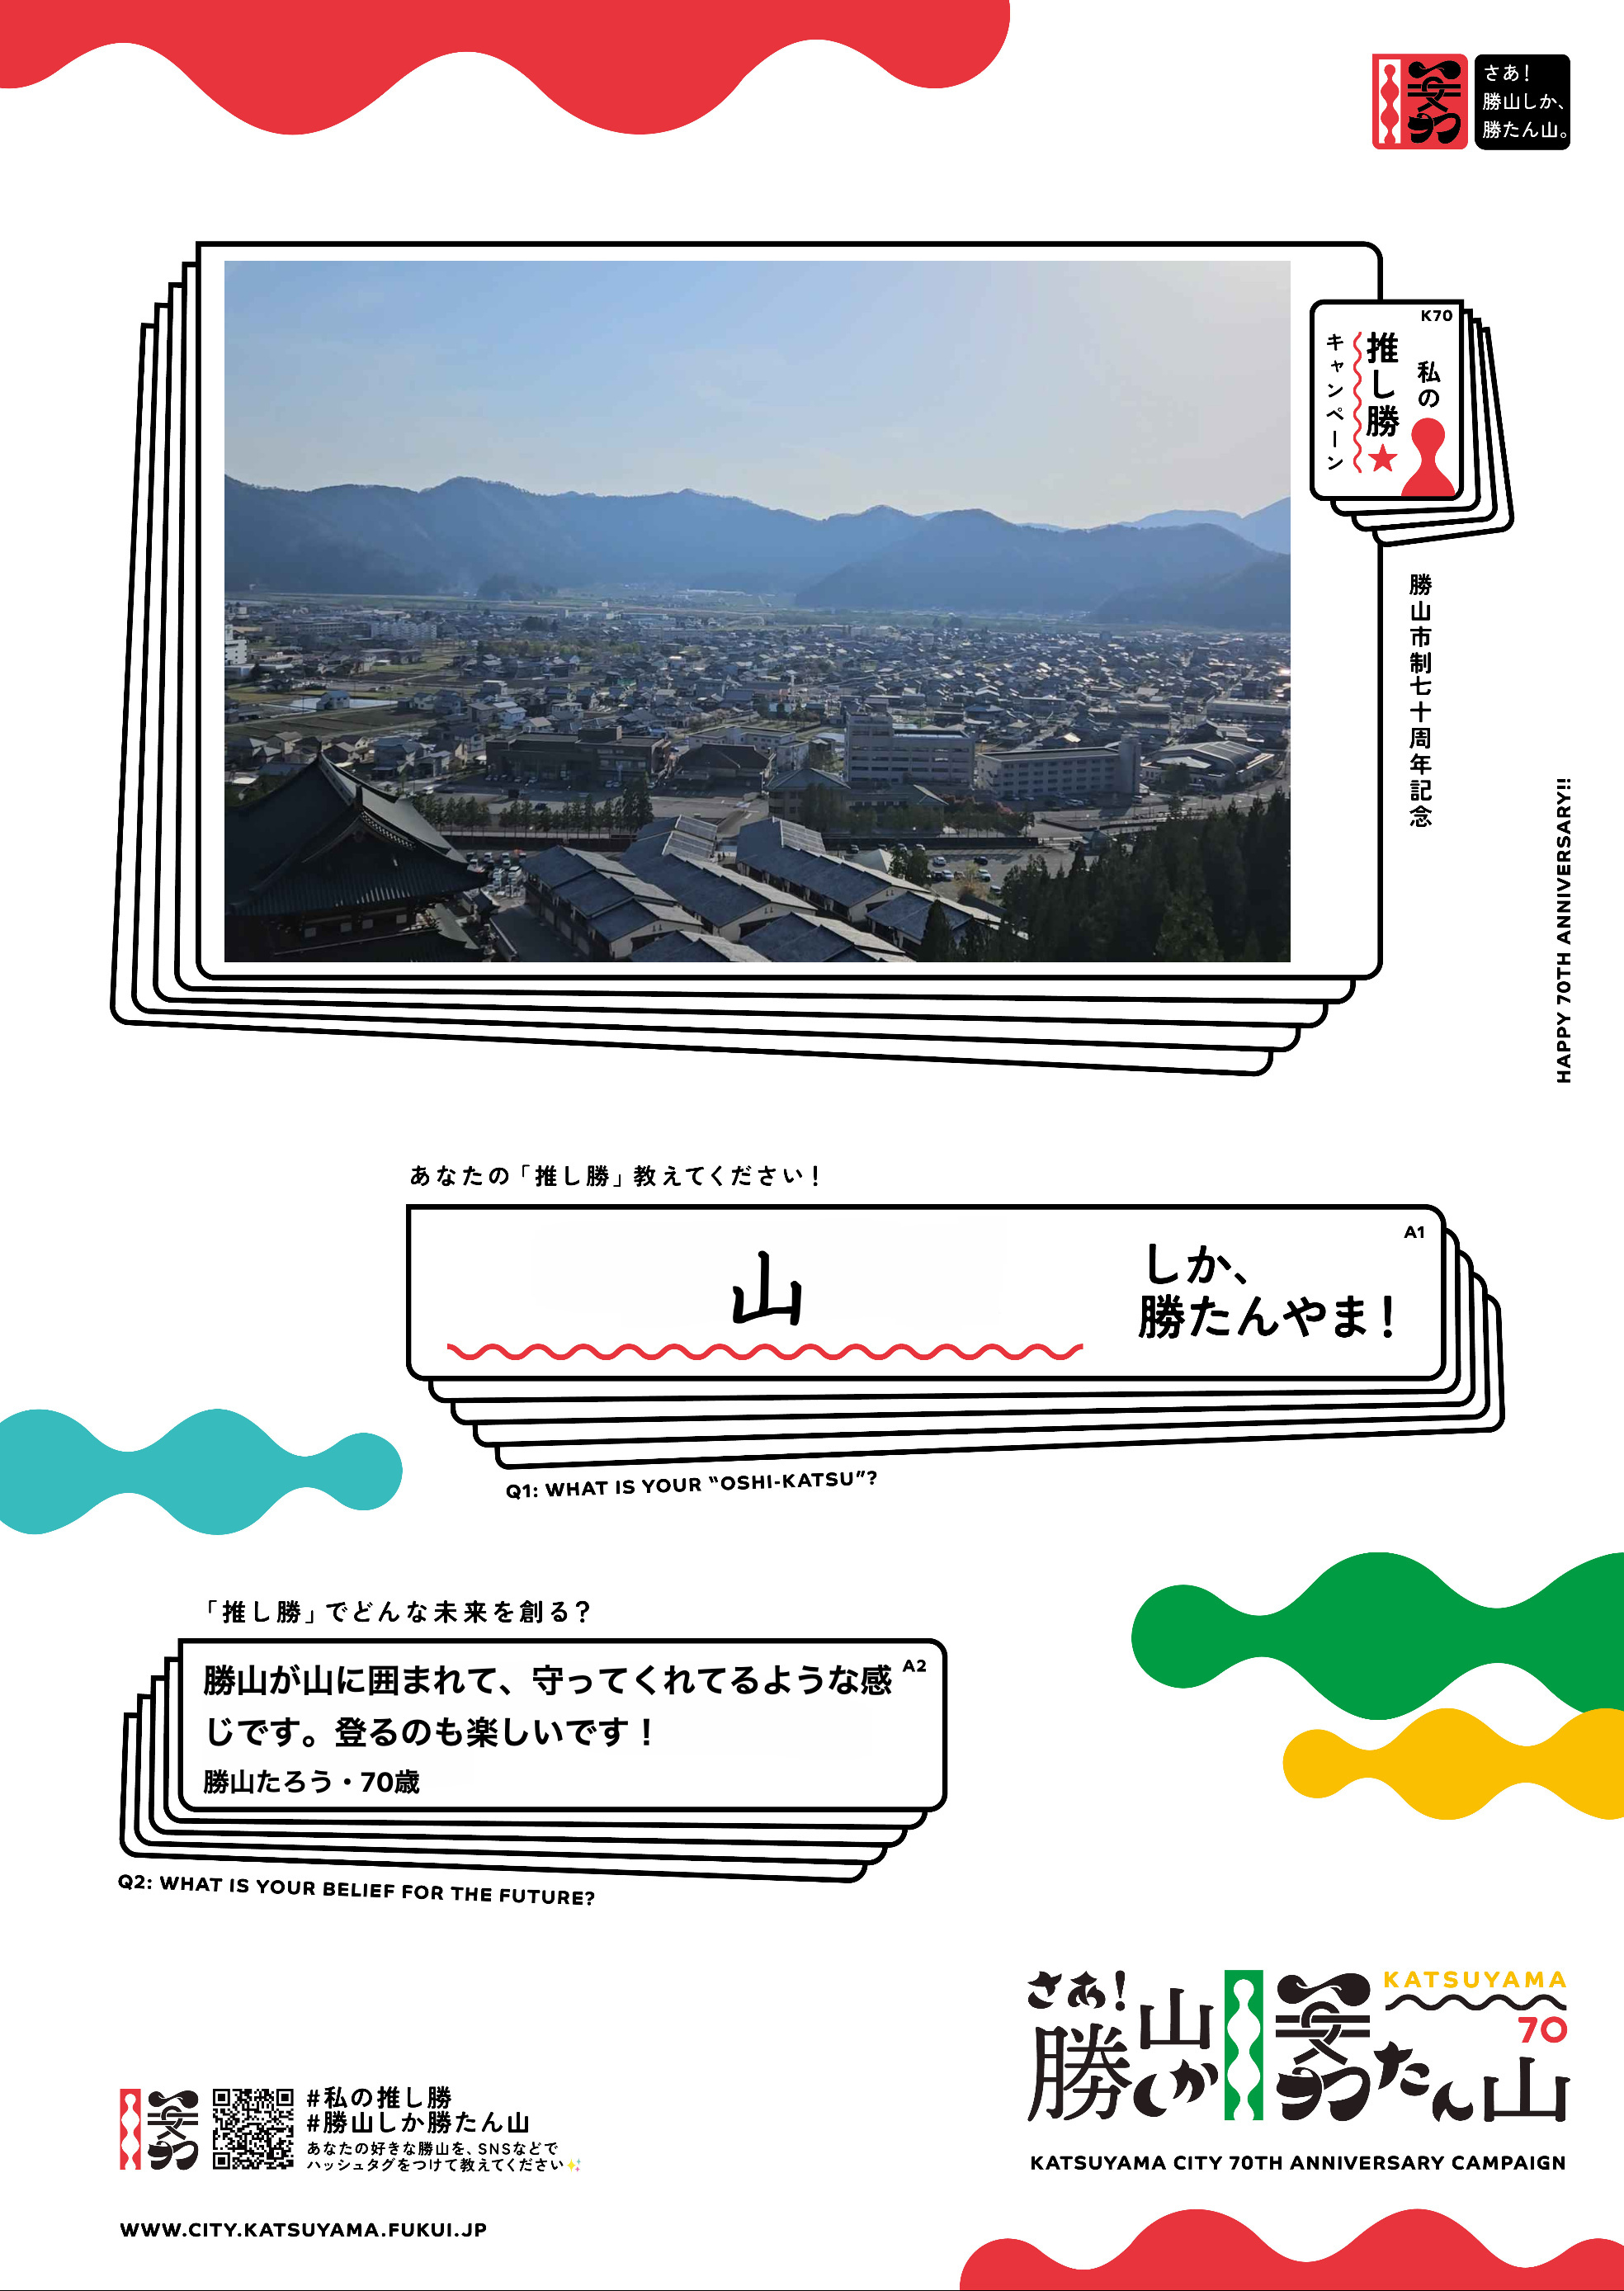 さあ！
勝山しか、
勝たん山。
K70
私の
推し勝★
キャンペーン
勝山市制七十周年記念
HAPPY 70TH ANNIVERSARY!!
あなたの「推し勝」教えてください！
A1
山
しか、
勝たんやま！
Q1: WHAT IS YOUR “OSHI-KATSU”?
「推し勝」でどんな未来を創る？
A2
勝山が山に囲まれて、守ってくれてるような感
じです。登るのも楽しいです！
勝山たろう・70歳
Q2: WHAT IS YOUR BELIEF FOR THE FUTURE?
さあ！
勝山しか
勝たん山
KATSUYAMA
70
KATSUYAMA CITY 70TH ANNIVERSARY CAMPAIGN
#私の推し勝
#勝山しか勝たん山
あなたの好きな勝山を、SNSなどで
ハッシュタグをつけて教えてください✨
WWW.CITY.KATSUYAMA.FUKUI.JP